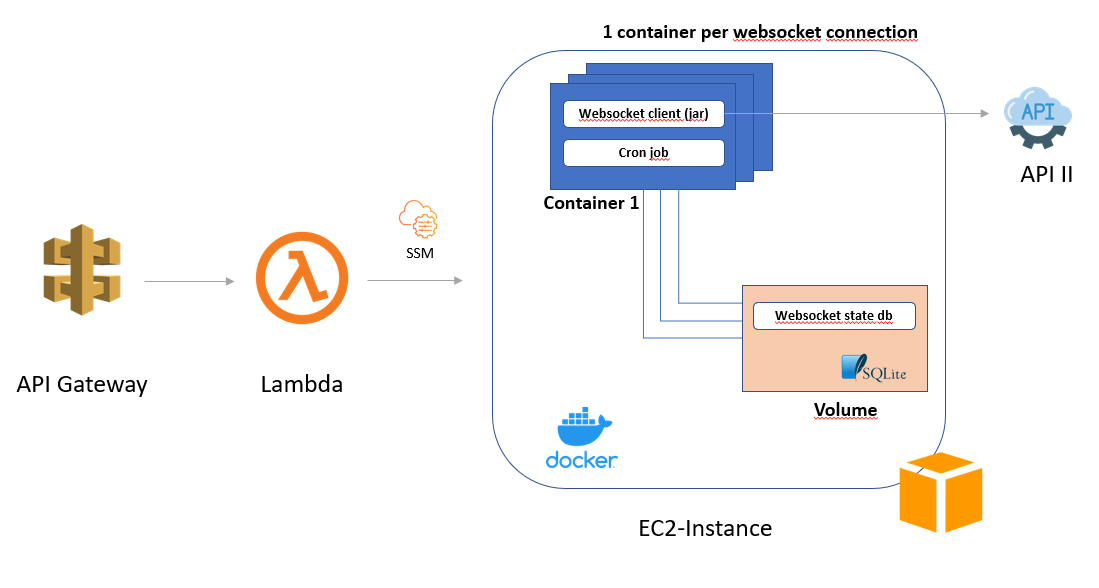 1 container per websocket connection
Websocket client (jar)
Cron job
Container 1
API
API II
SSM
API Gateway
Lambda
Websocket state db
SQLite
Volume
docker
EC2-Instance